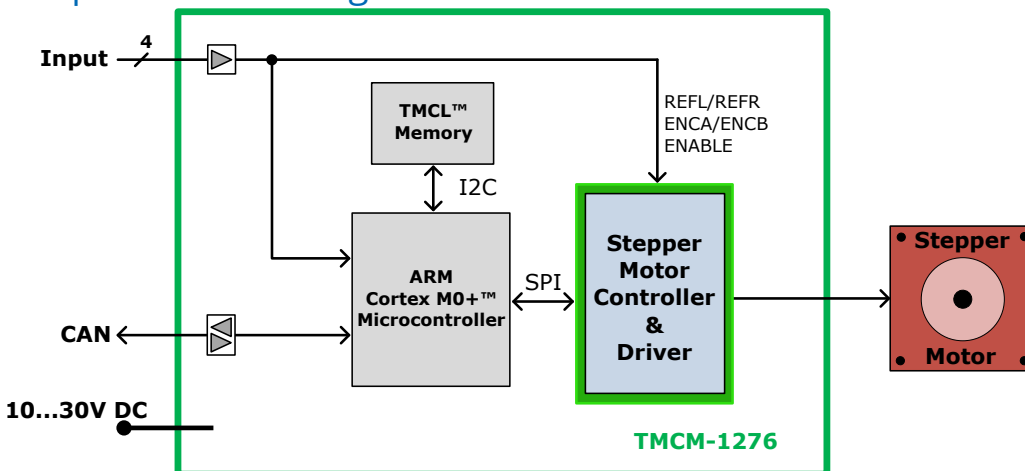 4
Input
TMCL™
Memory
REFL/REFR
ENCA/ENCB
ENABLE
I2C
ARM
Cortex M0+™
Microcontroller
SPI
Stepper
Motor
Controller
&
Driver
Stepper
Motor
CAN
10...30V DC
TMCM-1276